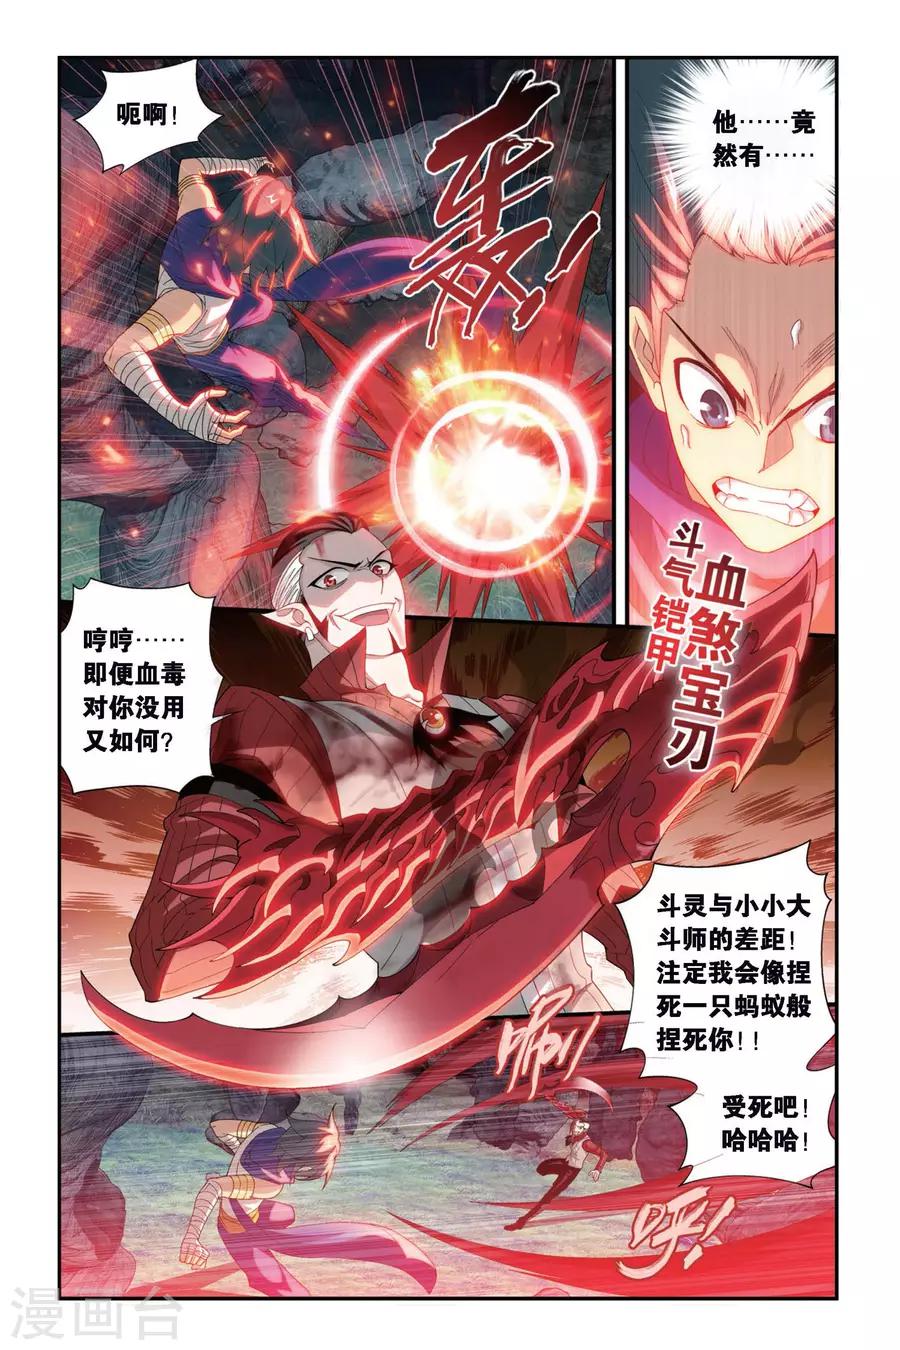 呃啊！
轰！
他……竟
然有……
斗气铠甲
血煞宝刃
哼哼……
即便血毒
对你没用
又如何？
斗灵与小小大
斗师的差距！
注定我会像捏
死一只蚂蚁般
捏死你！！
受死吧！
哈哈哈！
唰！
呼！
漫画台